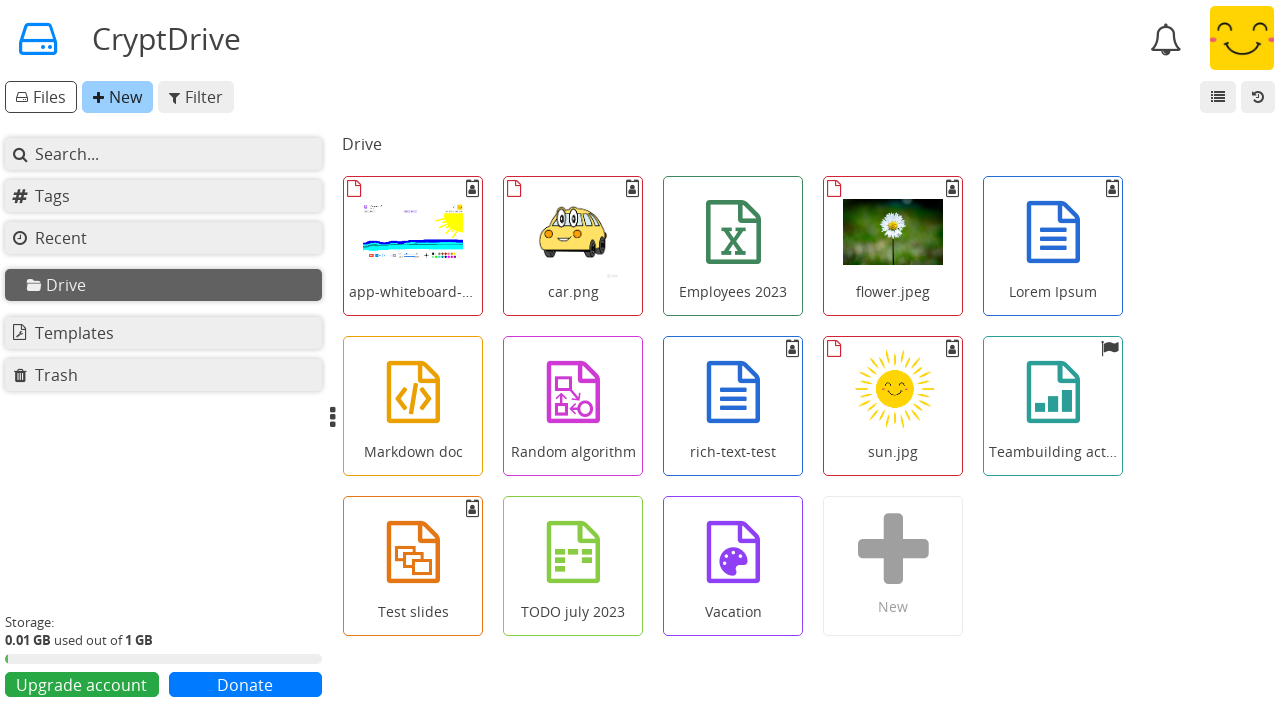 CryptDrive
Files
New
Filter
Search...
Tags
Recent
Drive
Templates
Trash
Storage:
0.01 GB used out of 1 GB
Upgrade account
Donate
Drive
app-whiteboard-...
car.png
Employees 2023
flower.jpeg
Lorem Ipsum
Markdown doc
Random algorithm
rich-text-test
sun.jpg
Teambuilding act...
Test slides
TODO july 2023
Vacation
New